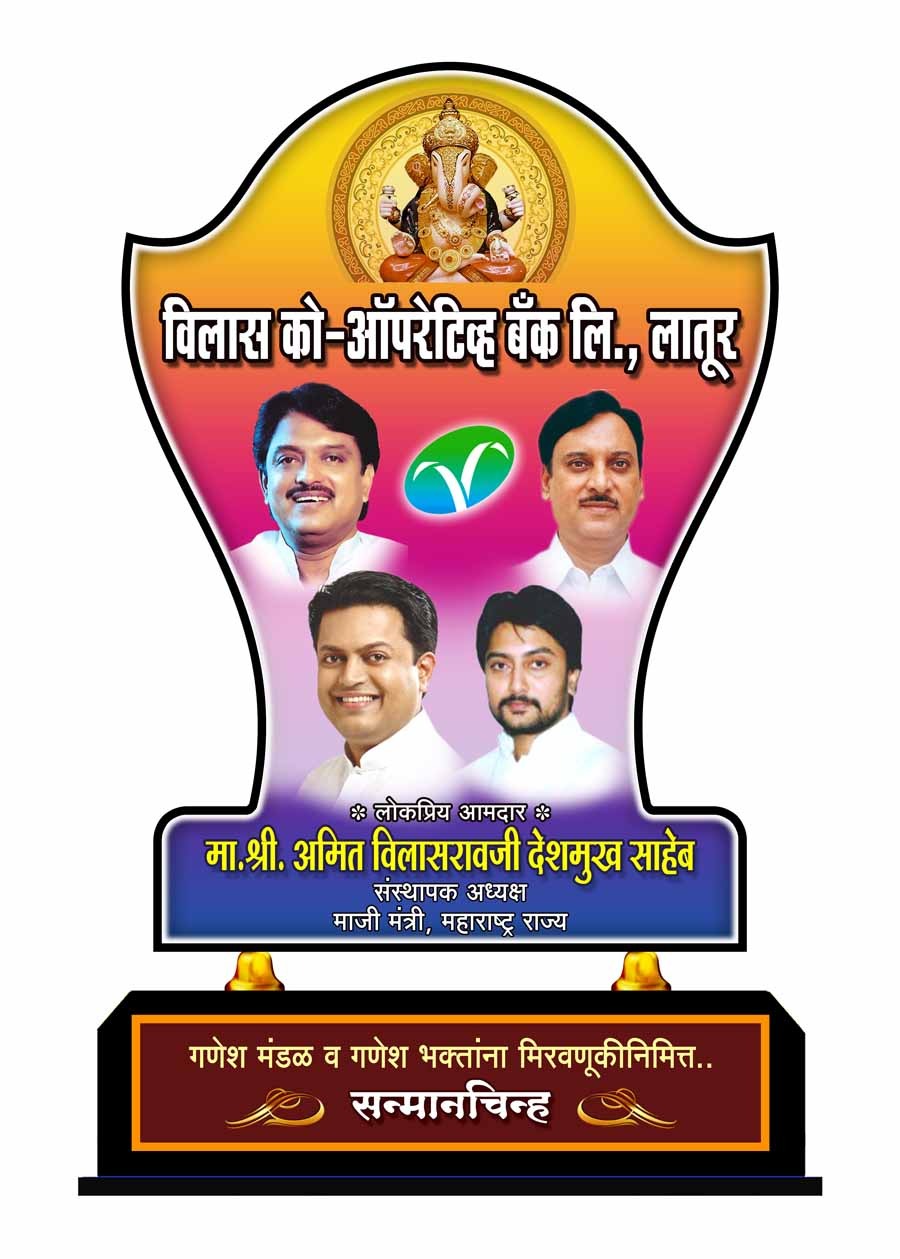 विलास को-ऑपरेटिव्ह बँक लि., लातूर
❊ लोकप्रिय आमदार ❊
मा.श्री. अमित विलासरावजी देशमुख साहेब
संस्थापक अध्यक्ष
माजी मंत्री, महाराष्ट्र राज्य
गणेश मंडळ व गणेश भक्तांना मिरवणूकीनिमित्त..
सन्मानचिन्ह